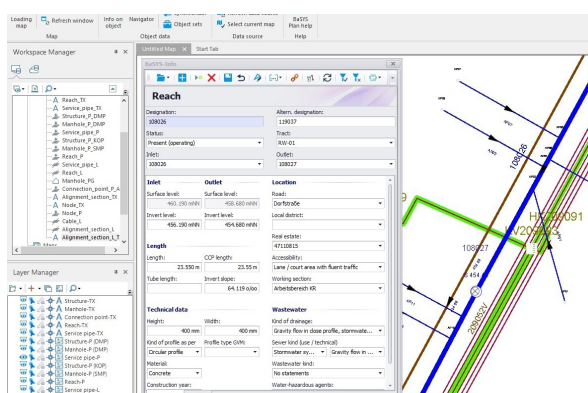 Loading map
Refresh window
Info on object
Navigator
Object sets
Select current map
BaSYS Plan help
Map
Object data
Data source
Help
Workspace Manager
Reach_TX
Service_pipe_TX
Structure_P_DMP
Manhole_P_DMP
Service_pipe_P
Structure_P_KOP
Manhole_P_SMP
Reach_P
Service_pipe_L
Reach_L
Manhole_PG
Connection_point_P_A
Alignment_section_TX
Node_TX
Node_P
Cable_L
Alignment_section_L
Alignment_section_L_T
Maps
Layer Manager
Structure-TX
Manhole-TX
Connection point-TX
Reach-TX
Service pipe-TX
Structure-P (DMP)
Manhole-P (DMP)
Service pipe-P
Structure-P (KOP)
Manhole-P (SMP)
Reach-P
Service pipe-L
Untitled Map
Start Tab
BaSYS-Info
Reach
Designation:
Altern. designation:
108026
119037
Status:
Tract:
Present (operating)
RW-01
Inlet:
Outlet:
108026
108027
Inlet
Outlet
Location
Surface level:
Surface level:
Road:
460.190 mNN
458.680 mNN
Dorfstraße
Invert level:
Invert level:
Local district:
456.190 mNN
454.680 mNN
Real estate:
Length
47110815
Length:
CCP length:
Accessibility:
23.550 m
23.55 m
Lane / court area with fluent traffic
Tube length:
Invert slope:
Working section:
64.119 o/oo
Arbeitsbereich KR
Technical data
Wastewater
Height:
Width:
Kind of drainage:
400 mm
400 mm
Gravity flow in close profile, stormwate...
Kind of profile as per
Profile type GVM:
Sewer kind (use / technical)
Circular profile
Stormwater sy...
Gravity flow in ...
Material:
Wastewater kind:
Concrete
No statements
Construction year:
Water-hazardous agents:
108026
108027
209052V